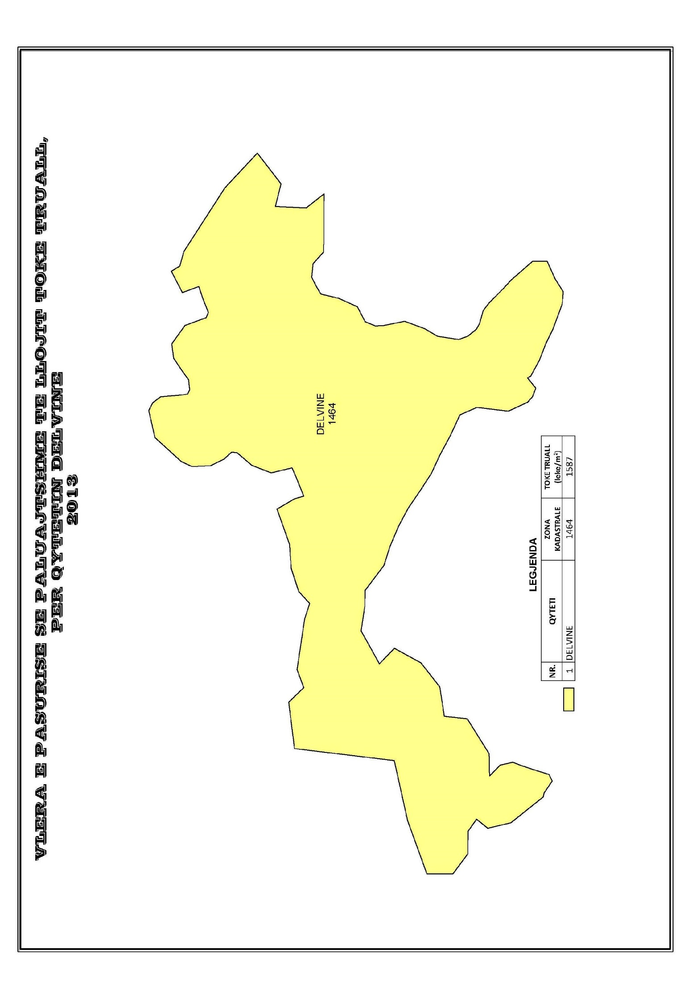 VLERA E PASURISE SE PALUAJTSHME TE LLOJIT TOKE TRUALL,
PER QYTETIN DELVINE
2013
DELVINE
1464
LEGJENDA
NR. QYTETI ZONA KADASTRALE TOKE TRUALL (leke/m²)
1 DELVINE 1464 1587